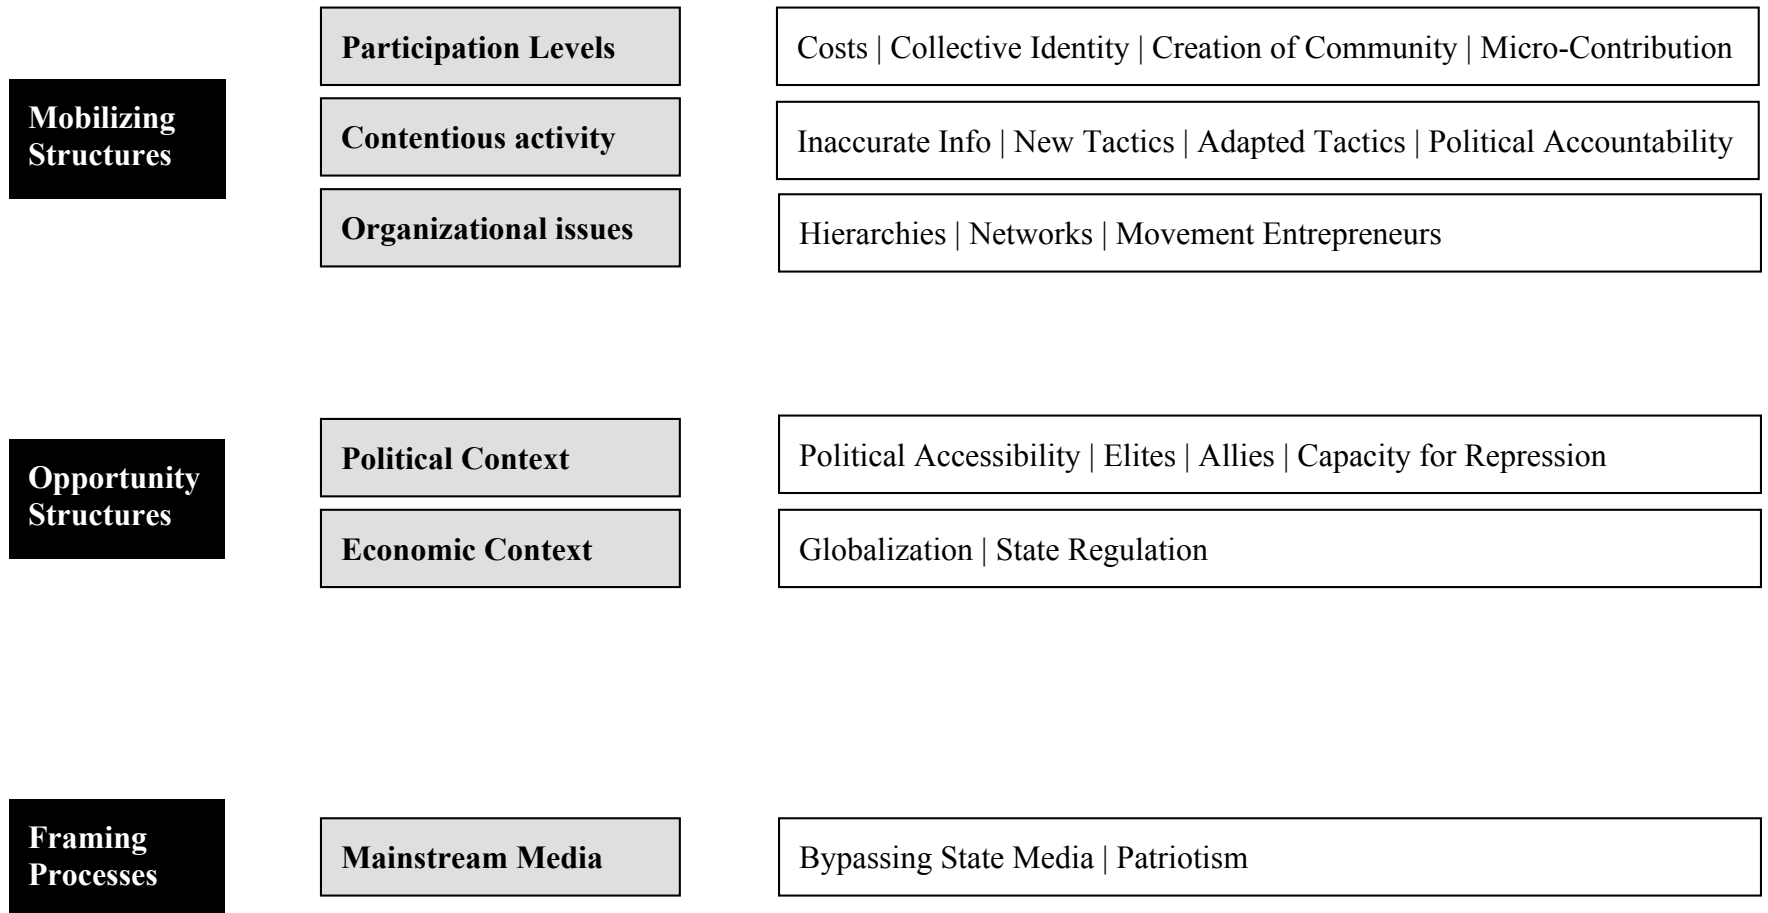 Participation Levels
Costs | Collective Identity | Creation of Community | Micro-Contribution
Mobilizing
Structures
Contentious activity
Inaccurate Info | New Tactics | Adapted Tactics | Political Accountability
Organizational issues
Hierarchies | Networks | Movement Entrepreneurs
Opportunity
Structures
Political Context
Political Accessibility | Elites | Allies | Capacity for Repression
Economic Context
Globalization | State Regulation
Framing
Processes
Mainstream Media
Bypassing State Media | Patriotism